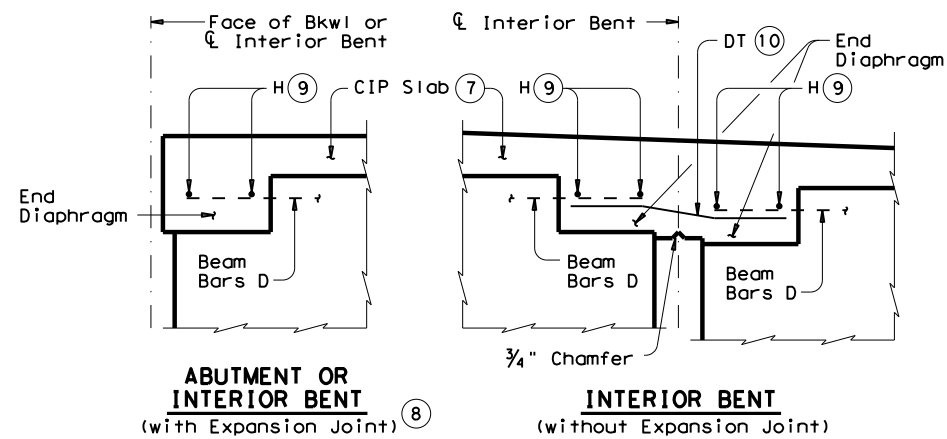 Face of Bkwl or
℄ Interior Bent
℄ Interior Bent
DT 10
End
Diaphragm
H 9
CIP Slab 7
H 9
H 9
End
Diaphragm
Beam
Bars D
Beam
Bars D
Beam
Bars D
¾" Chamfer
ABUTMENT OR
INTERIOR BENT
(with Expansion Joint) 8
INTERIOR BENT
(without Expansion Joint)